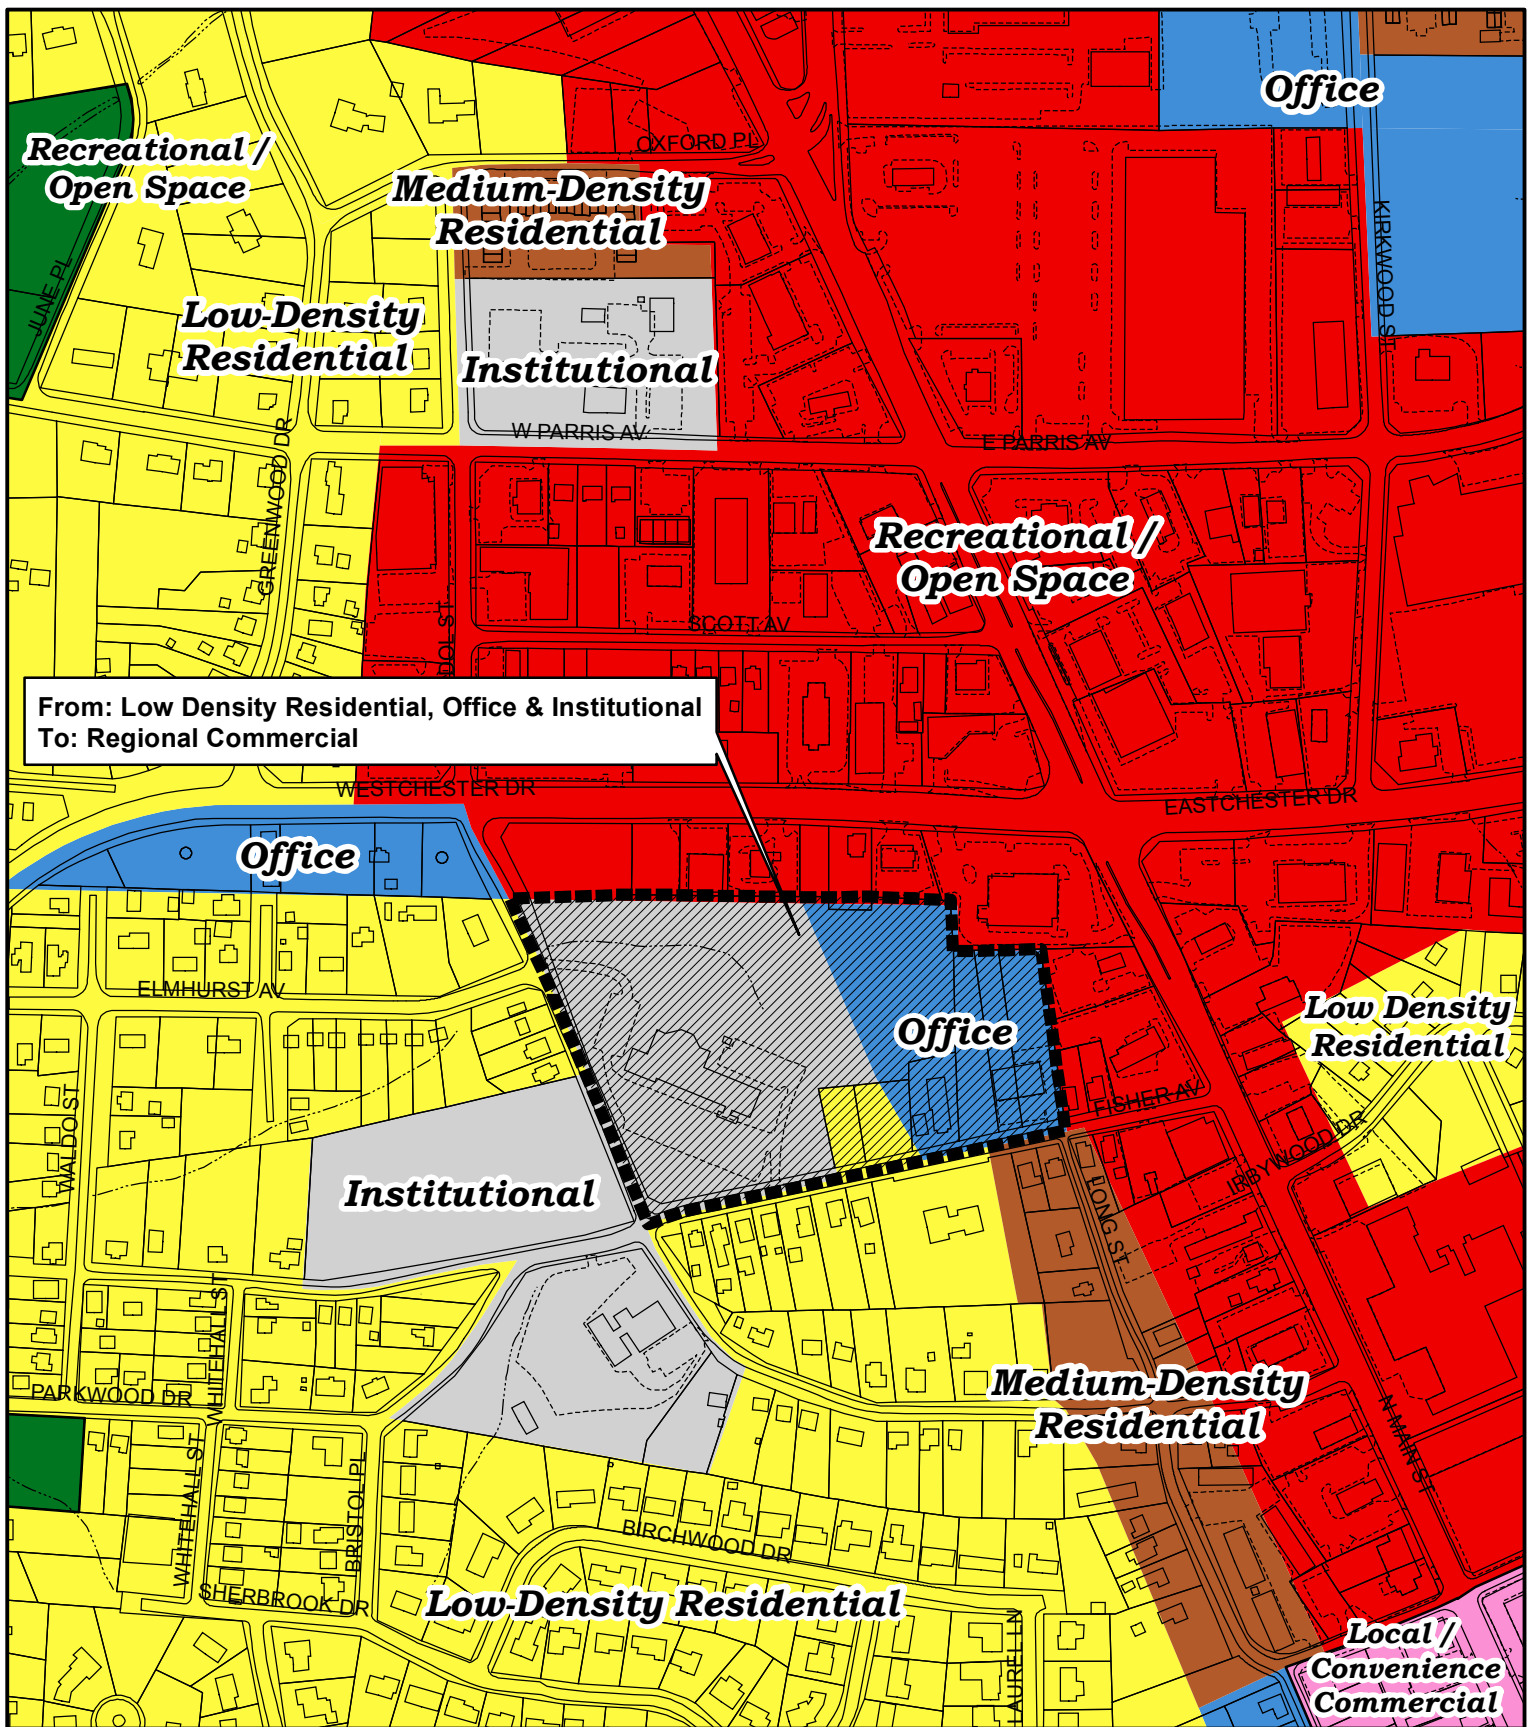 Office
OXFORD PL
Recreational /
Open Space
Medium-Density
Residential
KIRKWOOD ST.
JUNE PL
Low-Density
Residential
Institutional
W PARRIS AV.
E PARRIS AV
GREENWOOD DR
Recreational /
Open Space
SCOTT AV
DOL ST
From: Low Density Residential, Office & Institutional
To: Regional Commercial
WESTCHESTER DR
EASTCHESTER DR
Office
ELMHURST AV
Office
Low Density
Residential
WALDO ST
FISHER AV
IRBYWOOD DR
LONG ST
Institutional
WHITEHALL ST
PARKWOOD DR
Medium-Density
Residential
N MAIN ST
WHITEHALL ST
BRISTOL PL
BIRCHWOOD DR
SHERBROOK DR
Low-Density Residential
LAUREL LN
Local /
Convenience
Commercial